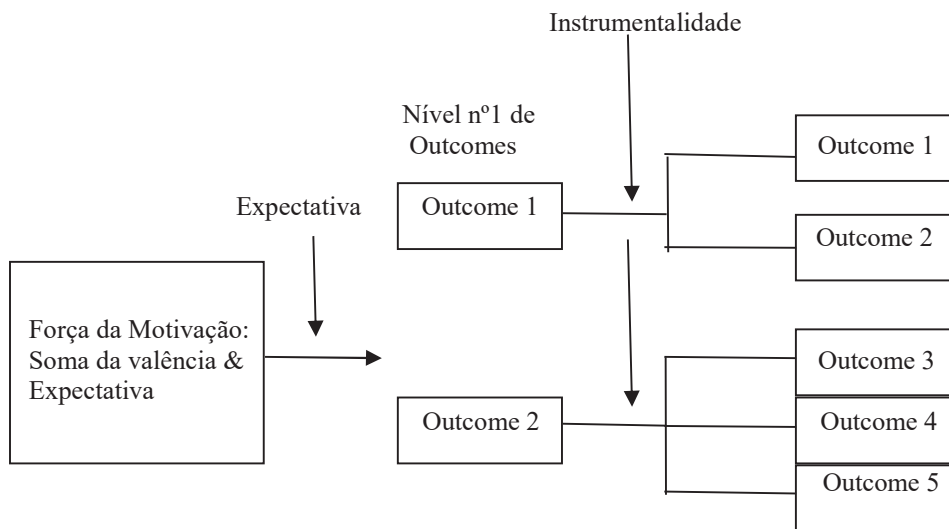 Instrumentalidade
Nível nº1 de
Outcomes
Outcome 1
Outcome 1
Outcome 2
Expectativa
Força da Motivação:
Soma da valência &
Expectativa
Outcome 2
Outcome 3
Outcome 4
Outcome 5